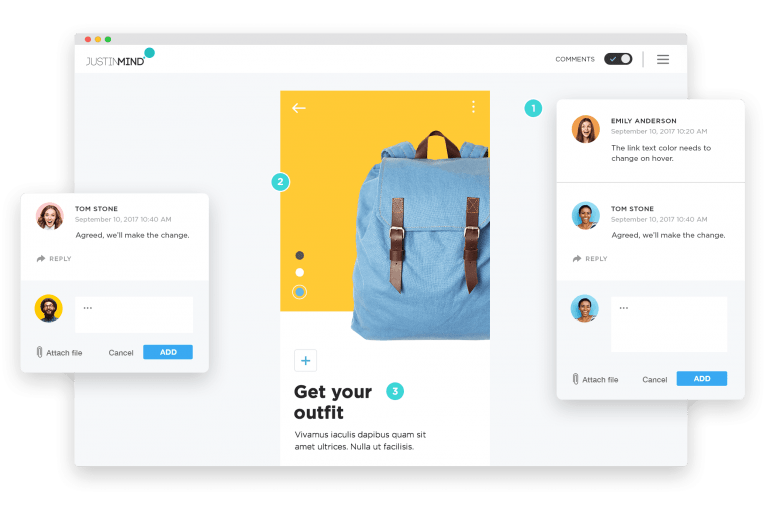 JUSTINMIND
COMMENTS
1
EMILY ANDERSON
September 10, 2017 10:20 AM
The link text color needs to
change on hover.
TOM STONE
September 10, 2017 10:40 AM
Agreed, we'll make the change.
REPLY
...
Attach file
Cancel
ADD
2
TOM STONE
September 10, 2017 10:40 AM
Agreed, we'll make the change.
REPLY
...
Attach file
Cancel
ADD
Get your
outfit
3
Vivamus iaculis dapibus quam sit
amet ultrices. Nulla ut facilisis.